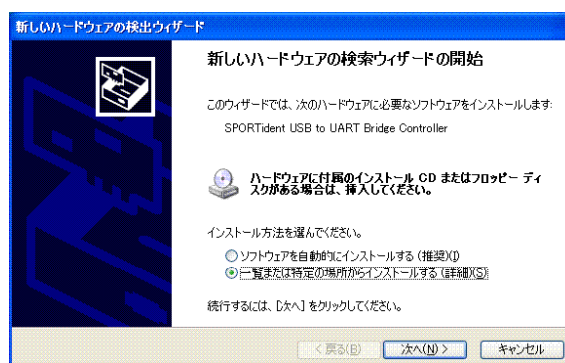 新しいハードウェアの検出ウィザード
新しいハードウェアの検索ウィザードの開始
このウィザードでは、次のハードウェアに必要なソフトウェアをインストールします:
SPORTident USB to UART Bridge Controller
ハードウェアに付属のインストール CD またはフロッピー ディ
スクがある場合は、挿入してください。
インストール方法を選んでください。
ソフトウェアを自動的にインストールする (推奨)(I)
一覧または特定の場所からインストールする (詳細)(S)
続行するには、[次へ] をクリックしてください。
< 戻る(B)
次へ(N) >
キャンセル